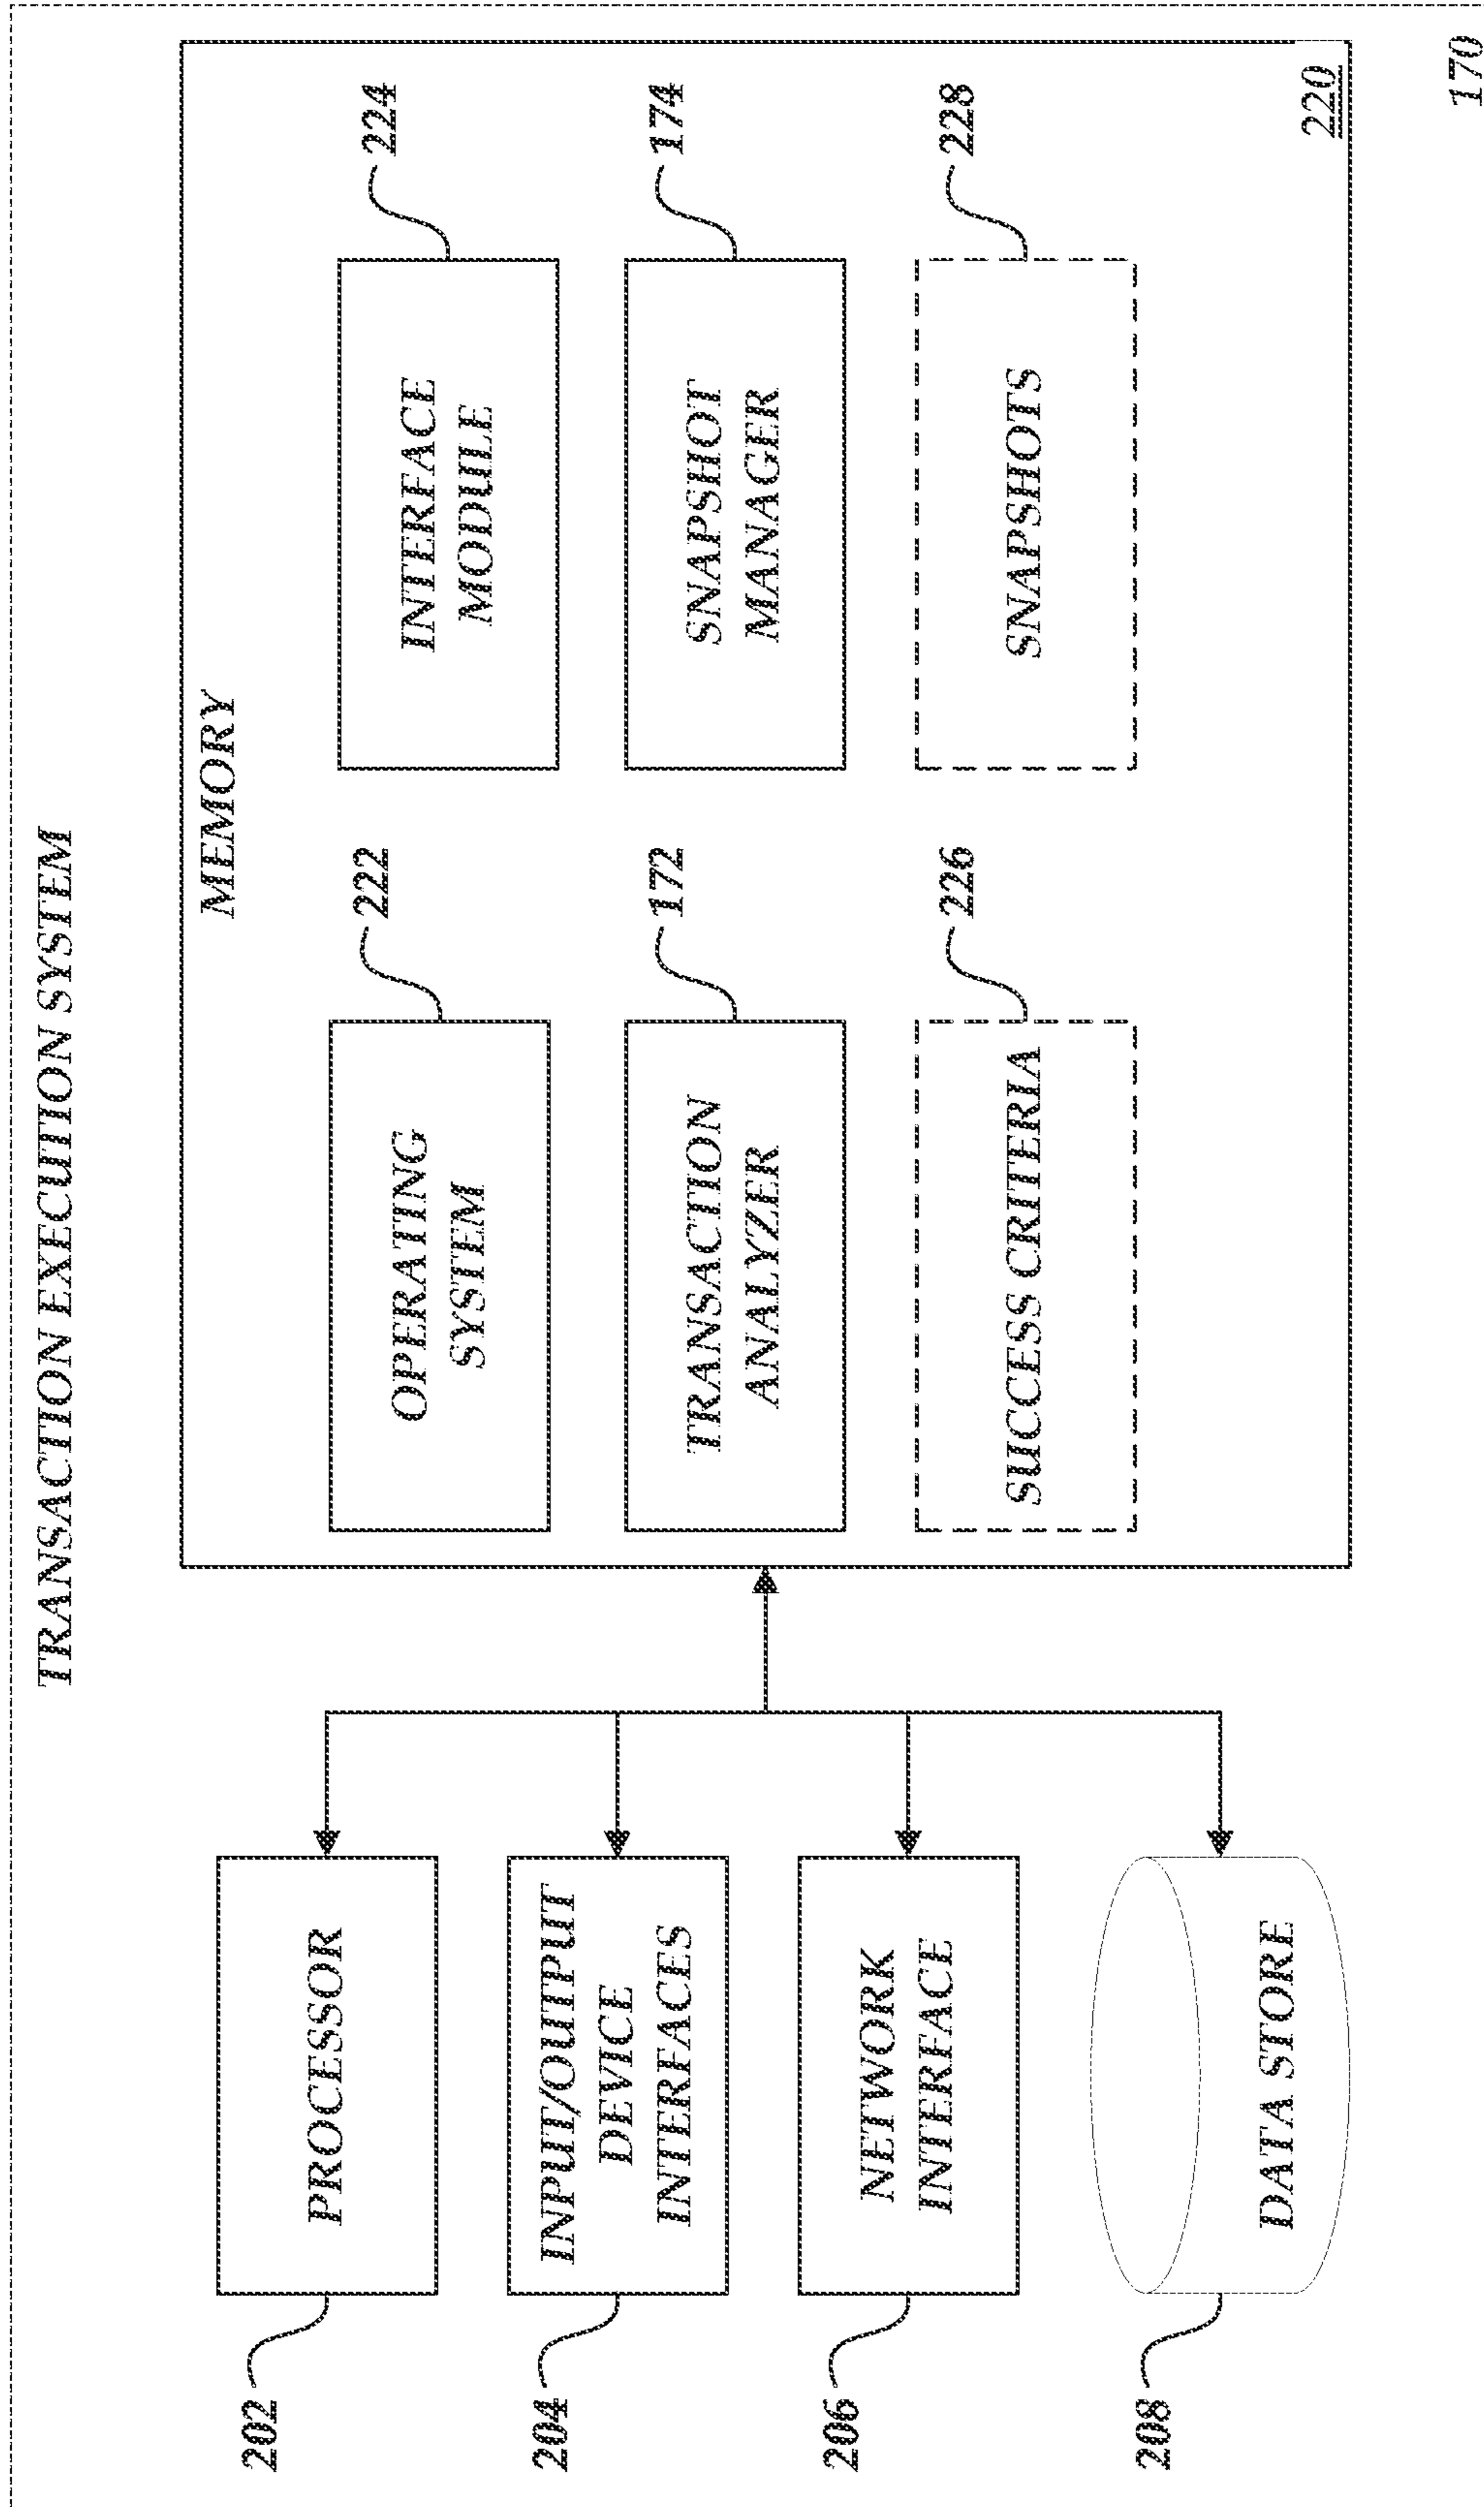 TRANSACTION EXECUTION SYSTEM
202
PROCESSOR
204
INPUT/OUTPUT
DEVICE
INTERFACES
206
NETWORK
INTERFACE
208
DATA STORE
MEMORY
222
OPERATING
SYSTEM
224
INTERFACE
MODULE
172
TRANSACTION
ANALYZER
174
SNAPSHOT
MANAGER
226
SUCCESS CRITERIA
228
SNAPSHOTS
220
170